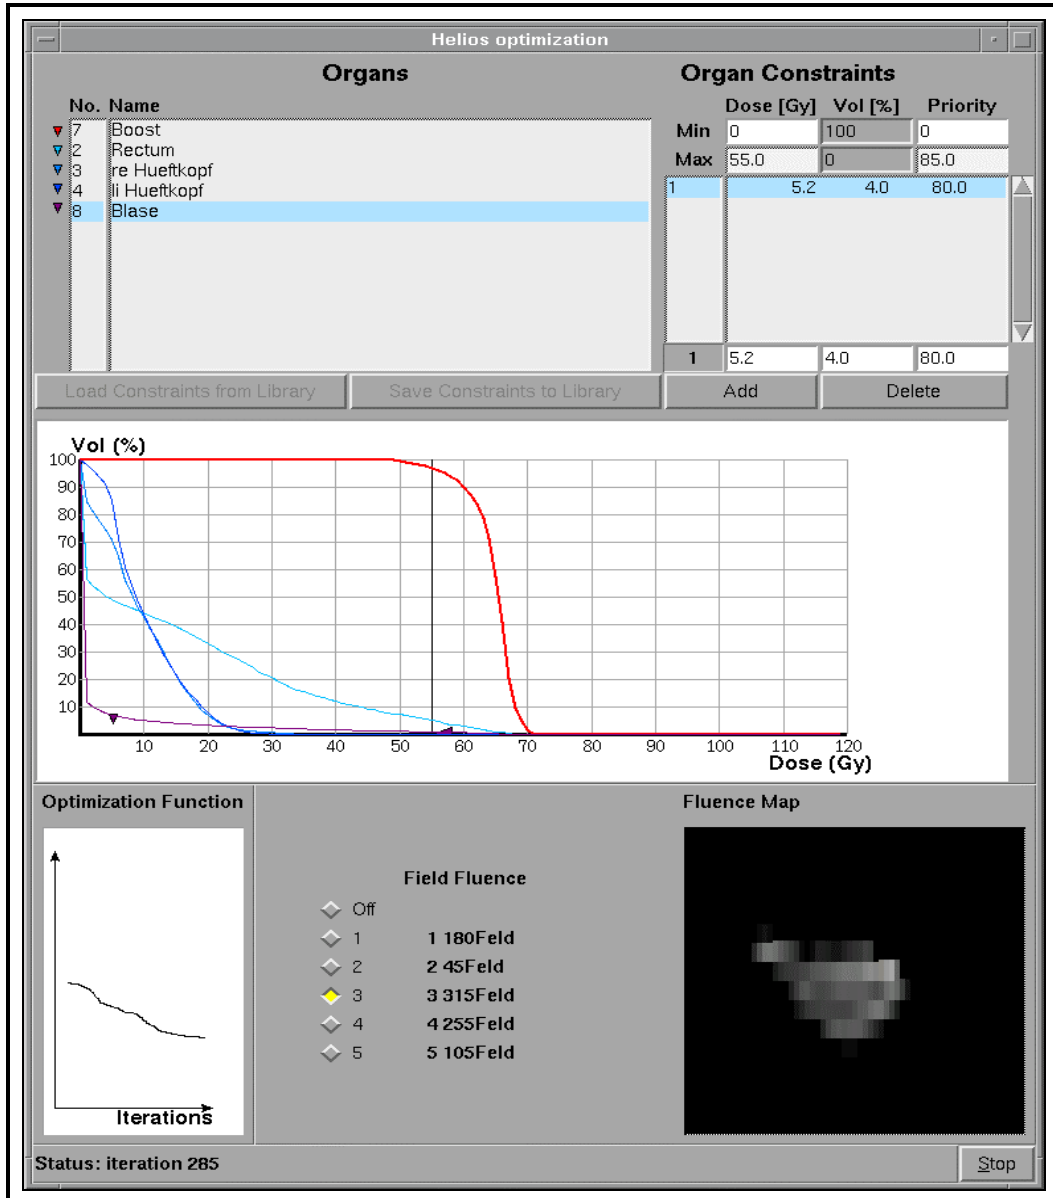 Helios optimization
Organs
Organ Constraints
No. Name
Dose [Gy] Vol [%] Priority
7 Boost
2 Rectum
3 re Hueftkopf
4 li Hueftkopf
8 Blase
Min 0 100 0
Max 55.0 0 85.0
1 5.2 4.0 80.0
1 5.2 4.0 80.0
Load Constraints from Library
Save Constraints to Library
Add
Delete
Vol (%)
100
90
80
70
60
50
40
30
20
10
10 20 30 40 50 60 70 80 90 100 110 120
Dose (Gy)
Optimization Function
Iterations
Field Fluence
Off
1 1 180Feld
2 2 45Feld
3 3 315Feld
4 4 255Feld
5 5 105Feld
Fluence Map
Status: iteration 285
Stop